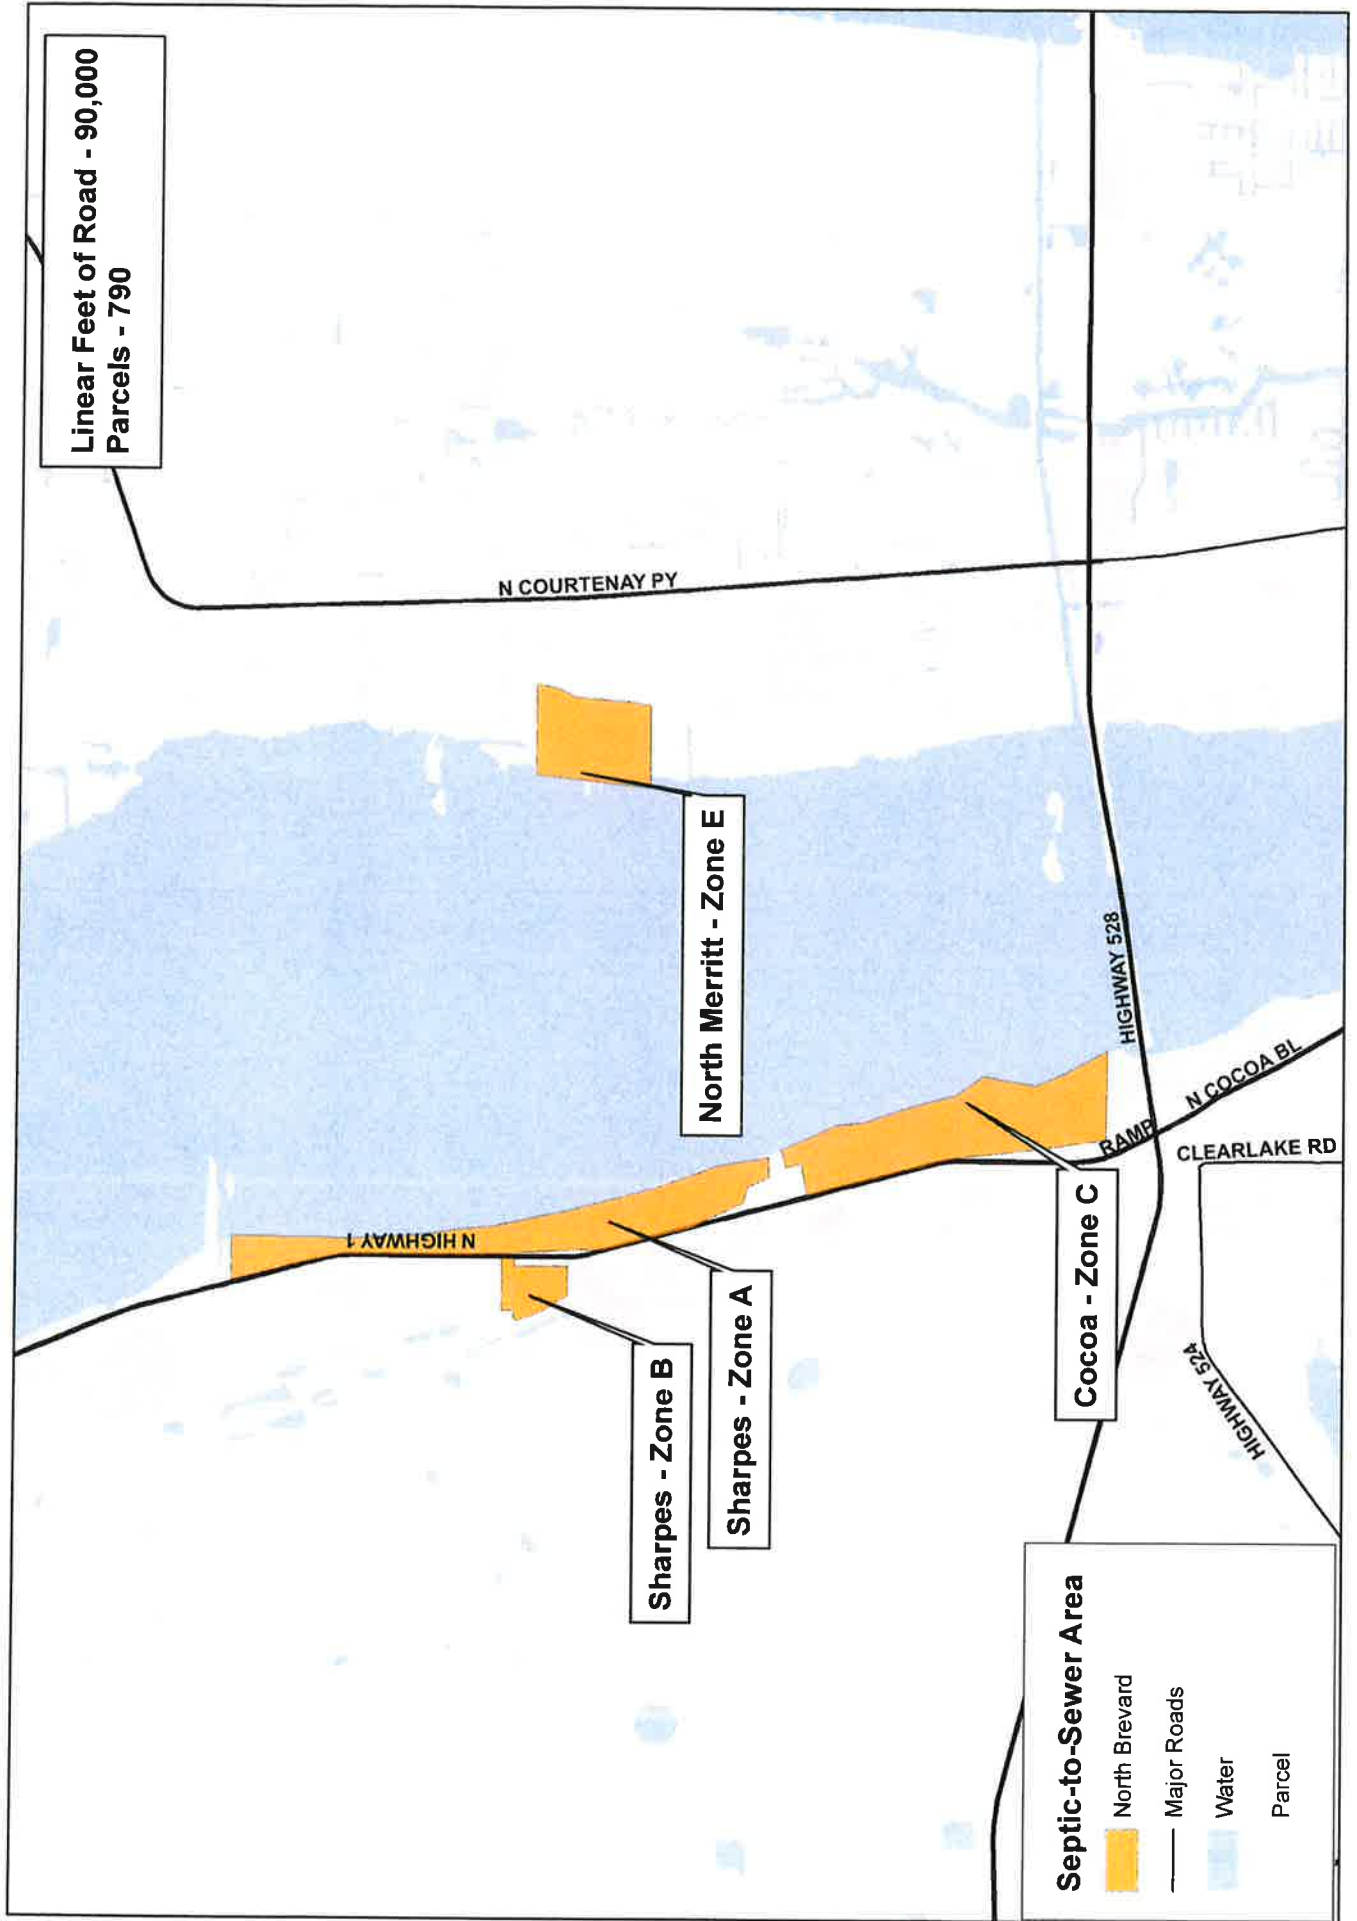 Linear Feet of Road - 90,000
Parcels - 790
N COURTENAY PY
North Merritt - Zone E
N HIGHWAY 1
Sharpes - Zone B
Sharpes - Zone A
Cocoa - Zone C
HIGHWAY 528
RAMP
N COCOA BL
CLEARLAKE RD
HIGHWAY 524
Septic-to-Sewer Area
North Brevard
Major Roads
Water
Parcel